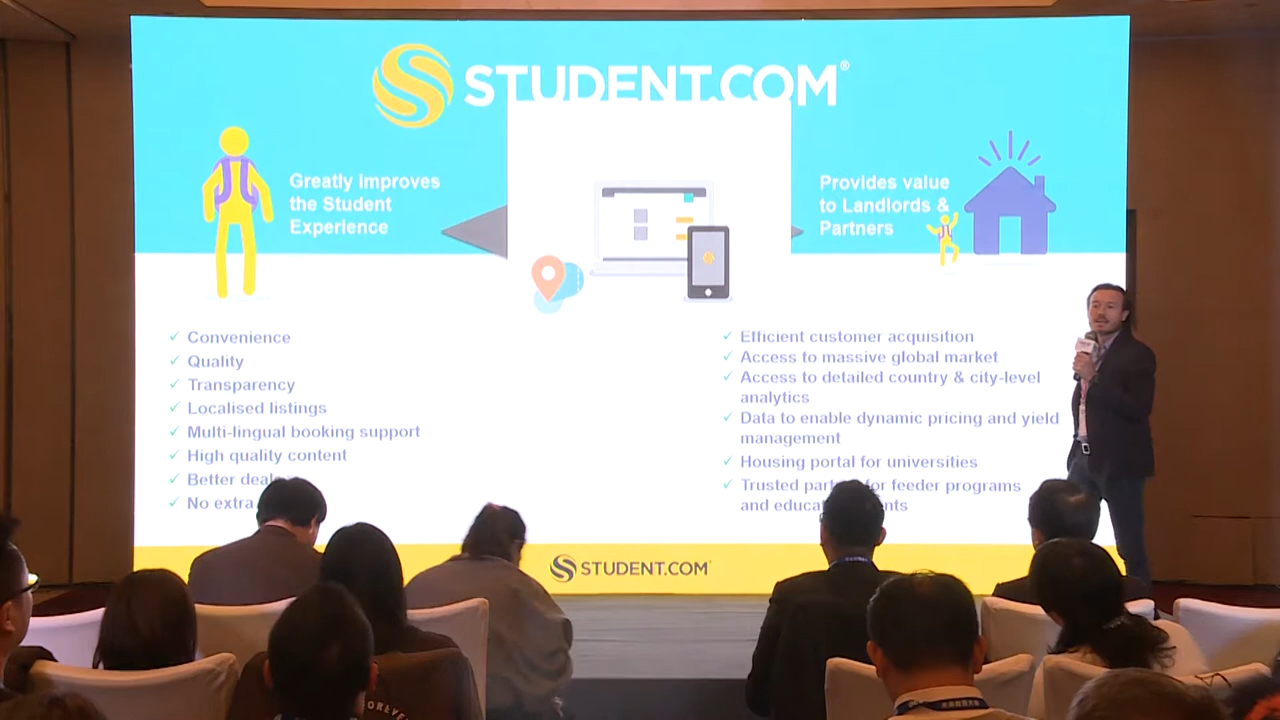 STUDENT.COM®
Greatly improves
the Student
Experience
Provides value
to Landlords &
Partners
✓ Convenience
✓ Quality
✓ Transparency
✓ Localised listings
✓ Multi-lingual booking support
✓ High quality content
✓ Better deals
✓ No extra
✓ Efficient customer acquisition
✓ Access to massive global market
✓ Access to detailed country & city-level
analytics
✓ Data to enable dynamic pricing and yield
management
✓ Housing portal for universities
✓ Trusted for feeder programs
and
STUDENT.COM